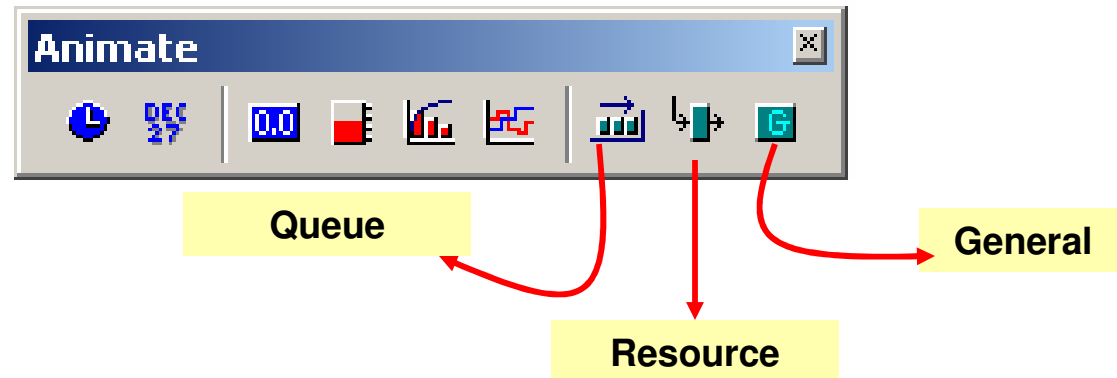 Animate
DEC
27
0.0
G
Queue
General
Resource